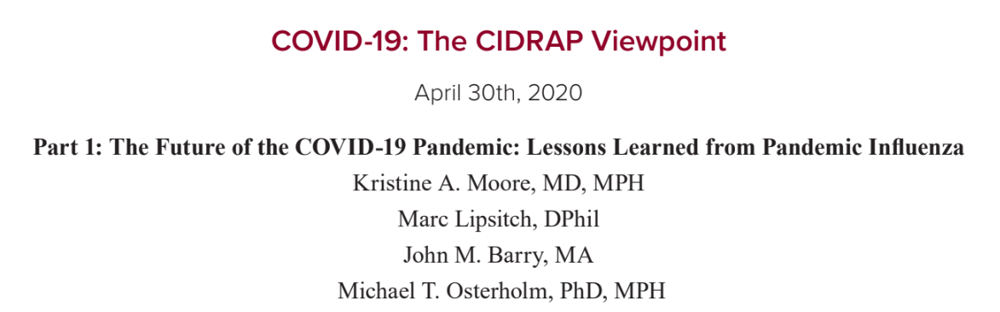 COVID-19: The CIDRAP Viewpoint
April 30th, 2020
Part 1: The Future of the COVID-19 Pandemic: Lessons Learned from Pandemic Influenza
Kristine A. Moore, MD, MPH
Marc Lipsitch, DPhil
John M. Barry, MA
Michael T. Osterholm, PhD, MPH